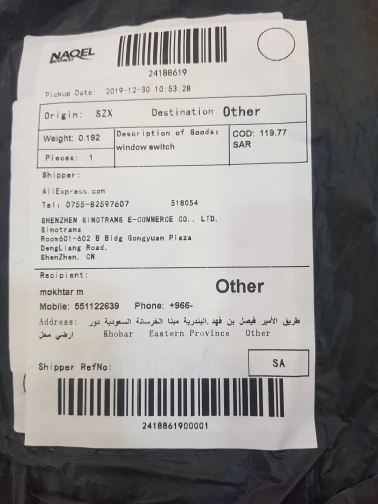 NAQEL
24188619
Pickup Date: 2019-12-30 10:53:28
Origin: SZX Destination Other
Weight: 0.192
Pieces: 1
Description of Goods:
window switch
COD: 119.77
SAR
Shipper:
AliExpress.com
Tel: 0755-82597607 518054
SHENZHEN SINOTRANS E-COMMERCE CO., LTD.
Sinotrans
Room601-602 B Bldg Gongyuan Plaza
DengLiang Road,
ShenZhen, CN
Recipient:
mokhtar m
Other
Mobile: 551122639 Phone: +966-
Address: طريق الأمير فيصل بن فهد ,البندرية مبنا الخرسانة السعودية دور
ارضي محل Khobar Eastern Province Other
Shipper RefNo:
SA
2418861900001